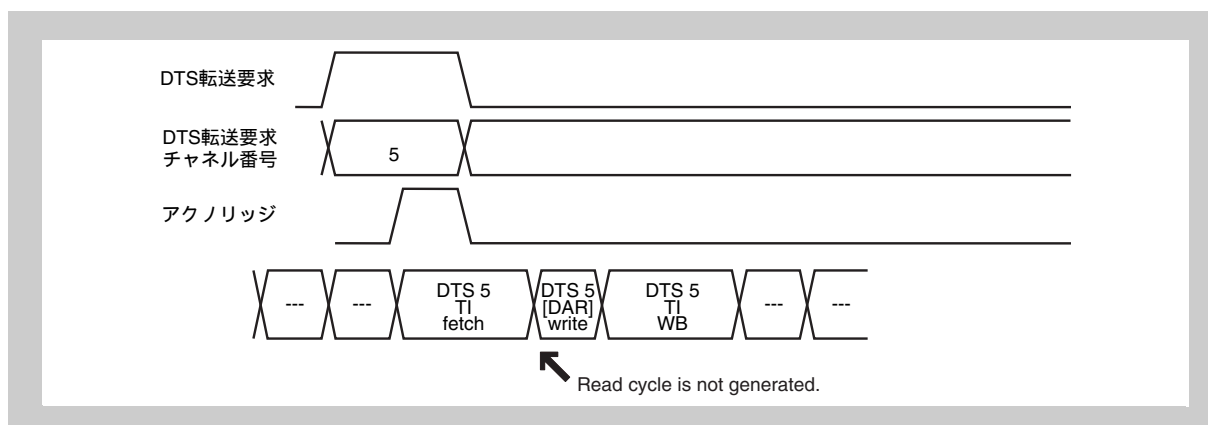 DTS転送要求
DTS転送要求
チャネル番号
5
アクノリッジ
---
---
DTS 5
TI
fetch
DTS 5
[DAR]
write
DTS 5
TI
WB
---
---
Read cycle is not generated.